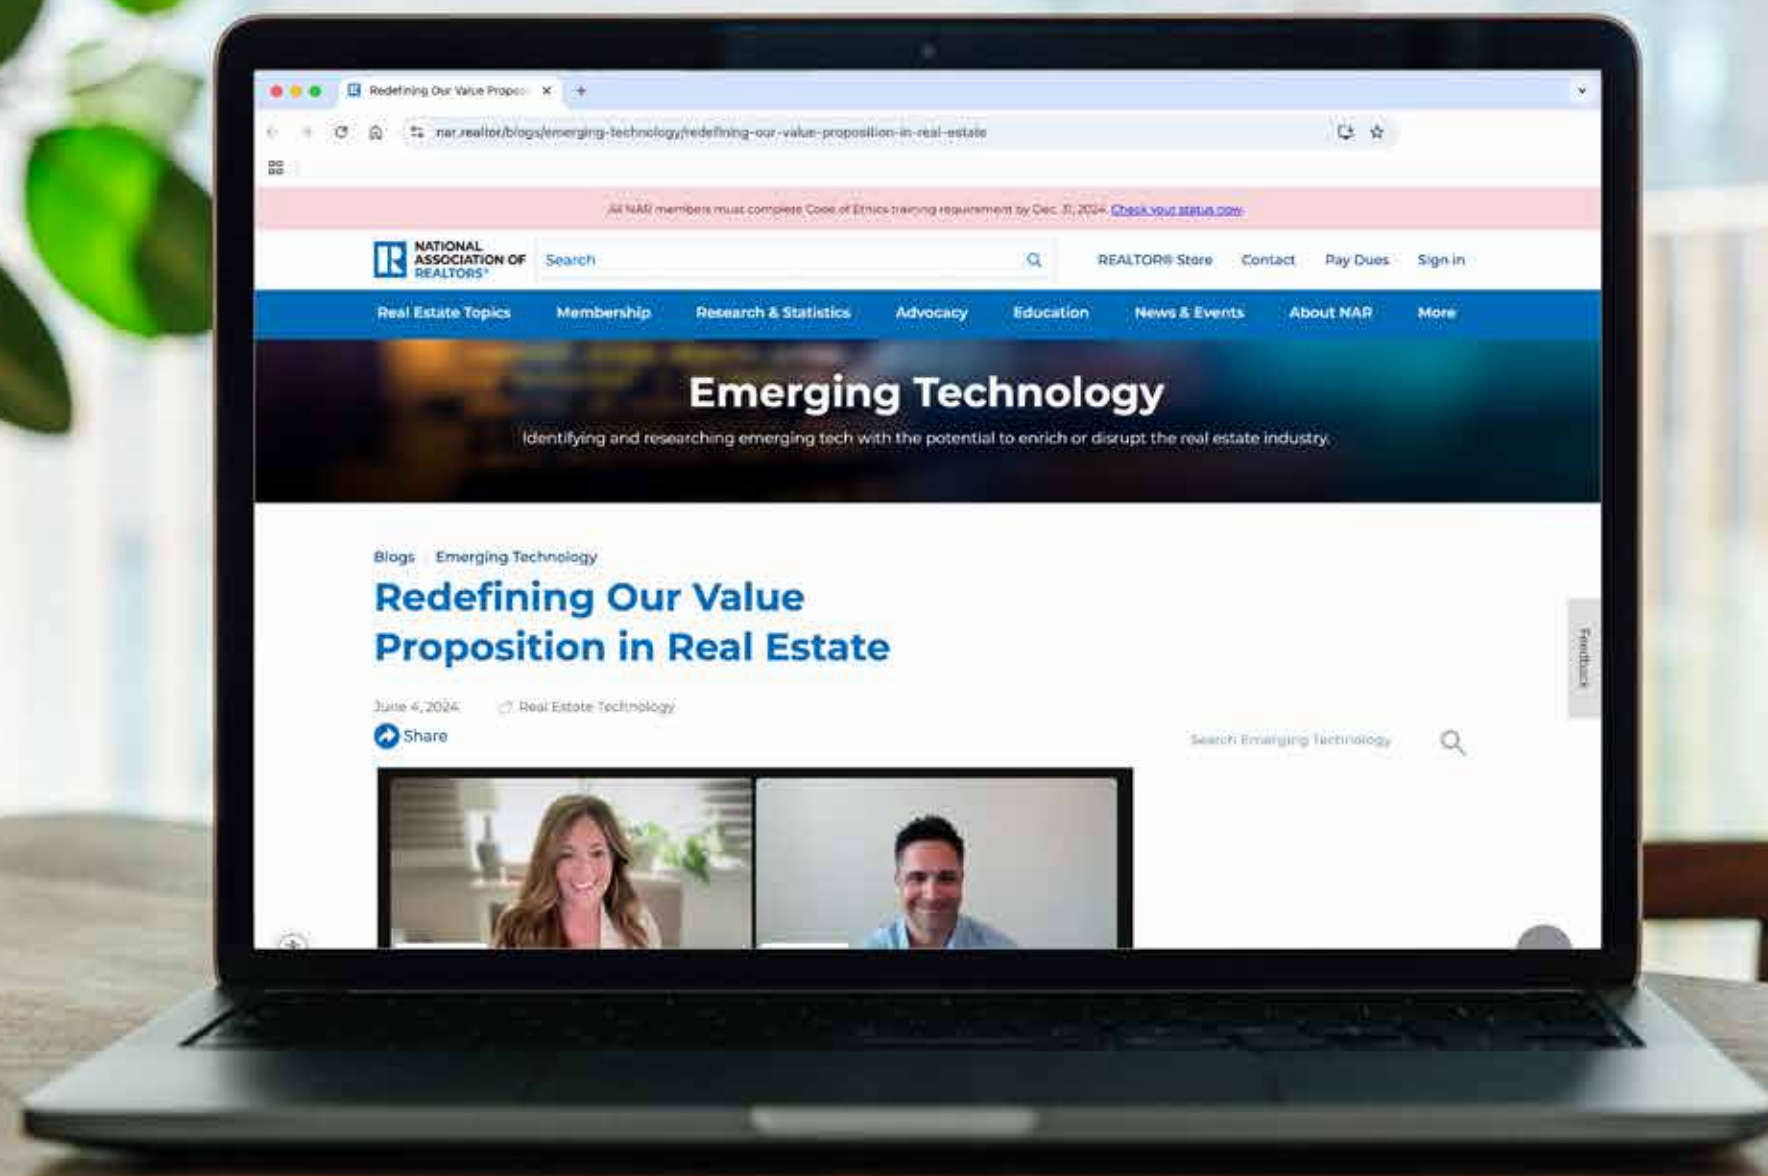 Redefining Our Value Propos
nar.realtor/blogs/emerging-technology/redefining-our-value-proposition-in-real-estate
All NAR members must complete Code of Ethics training requirement by Dec. 31, 2024. Check your status now.
NATIONAL
ASSOCIATION OF
REALTORS®
Search
REALTOR® Store Contact Pay Dues Sign in
Real Estate Topics Membership Research & Statistics Advocacy Education News & Events About NAR More
Emerging Technology
Identifying and researching emerging tech with the potential to enrich or disrupt the real estate industry.
Blogs Emerging Technology
Redefining Our Value
Proposition in Real Estate
June 4, 2024 Real Estate Technology
Share
Search Emerging Technology
Feedback